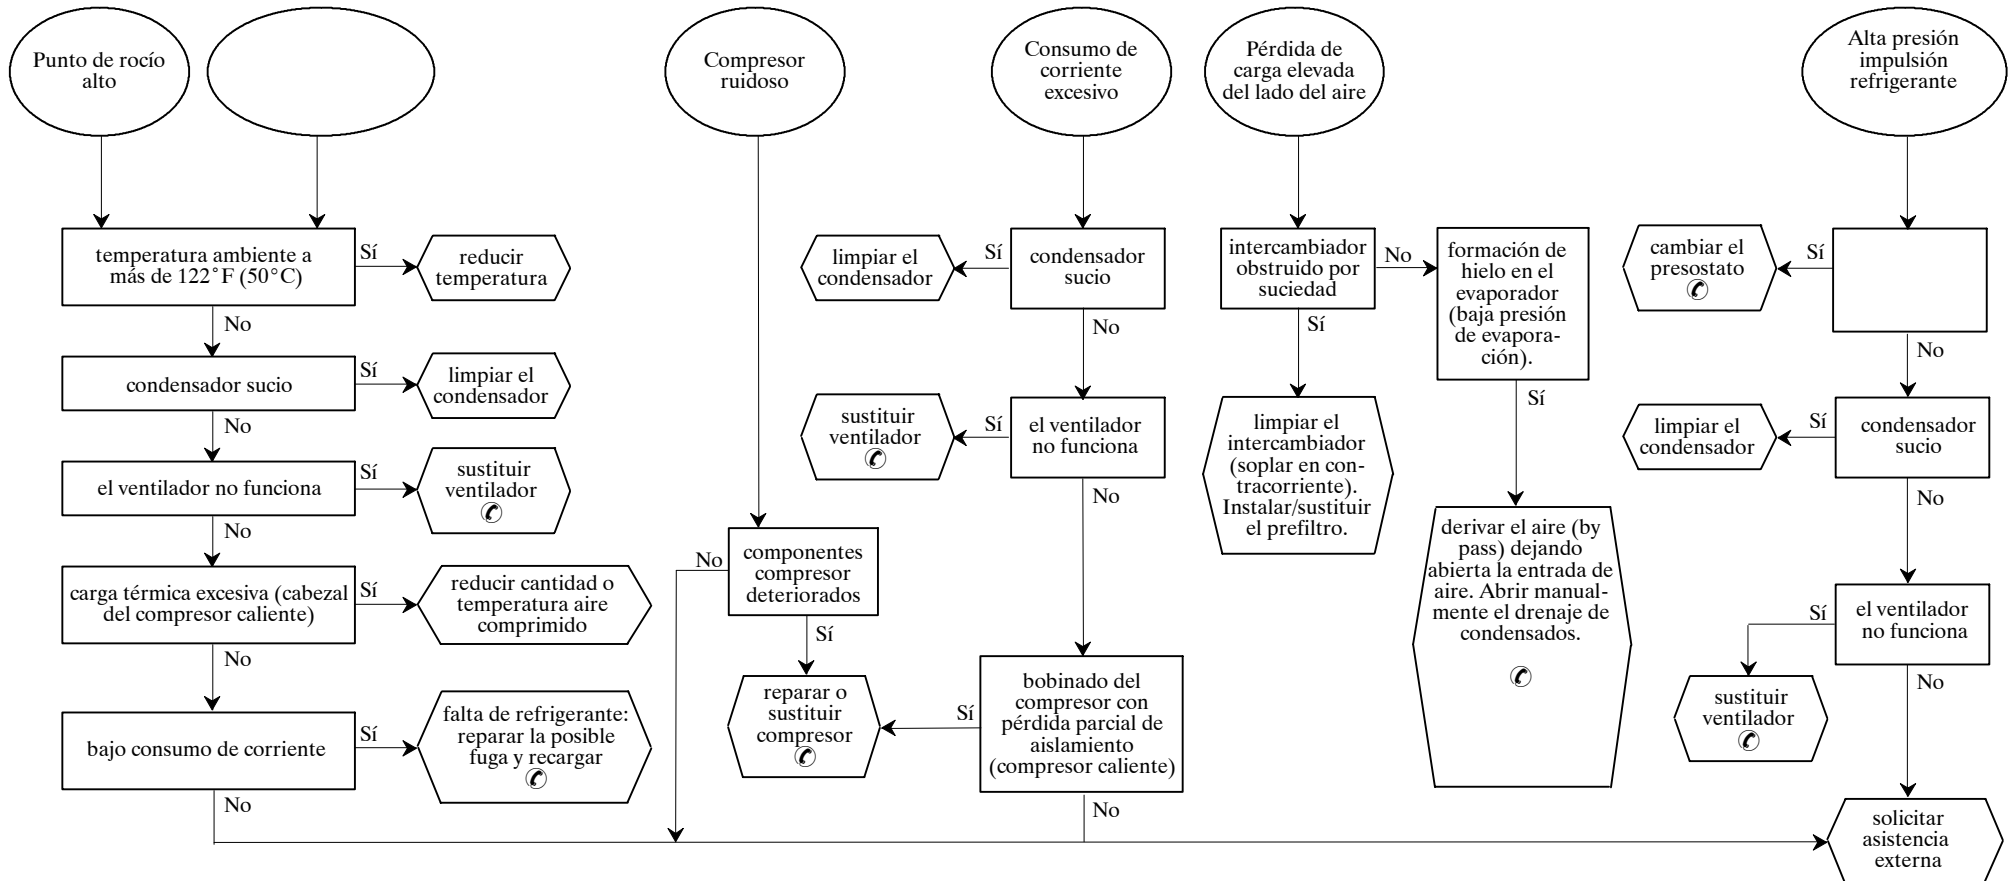 Punto de rocío
alto
Compresor
ruidoso
Consumo de
corriente
excesivo
Pérdida de
carga elevada
del lado del aire
Alta presión
impulsión
refrigerante
temperatura ambiente a
más de 122°F (50°C)
Sí
reducir
temperatura
No
condensador sucio
Sí
limpiar el
condensador
No
el ventilador no funciona
Sí
sustituir
ventilador
No
carga térmica excesiva (cabezal
del compresor caliente)
Sí
reducir cantidad o
temperatura aire
comprimido
No
bajo consumo de corriente
Sí
falta de refrigerante:
reparar la posible
fuga y recargar
No
No
componentes
compresor
deteriorados
Sí
reparar o
sustituir
compresor
limpiar el
condensador
Sí
condensador
sucio
No
sustituir
ventilador
Sí
el ventilador
no funciona
No
Sí
bobinado del
compresor con
pérdida parcial de
aislamiento
(compresor caliente)
No
intercambiador
obstruido por
suciedad
No
Sí
limpiar el
intercambiador
(soplar en con-
tracorriente).
Instalar/sustituir
el prefiltro.
formación de
hielo en el
evaporador
(baja presión
de evapora-
ción).
Sí
derivar el aire (by
pass) dejando
abierta la entrada de
aire. Abrir manual-
mente el drenaje de
condensados.
cambiar el
presostato
Sí
No
limpiar el
condensador
Sí
condensador
sucio
No
Sí
el ventilador
no funciona
sustituir
ventilador
No
solicitar
asistencia
externa